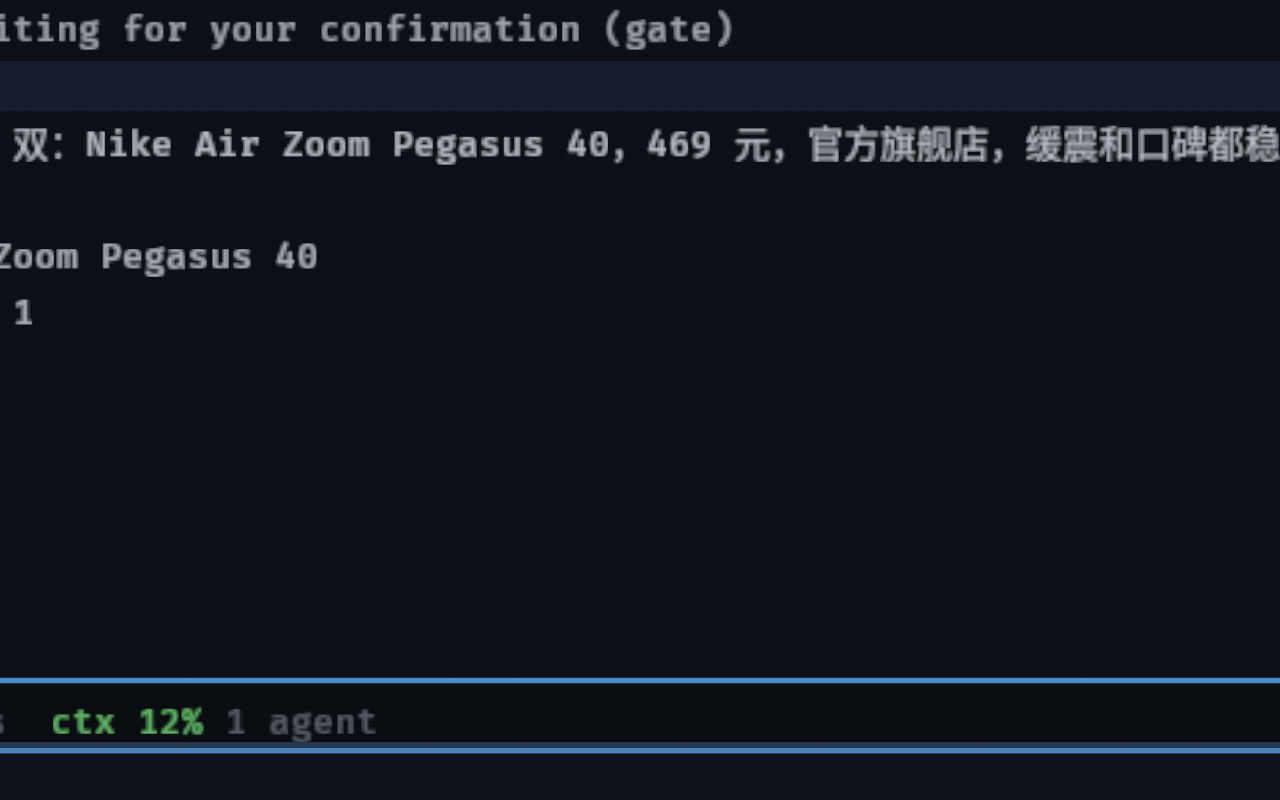 iting for your confirmation (gate)
双：Nike Air Zoom Pegasus 40，469 元，官方旗舰店，缓震和口碑都稳
Zoom Pegasus 40
1
s ctx 12% 1 agent